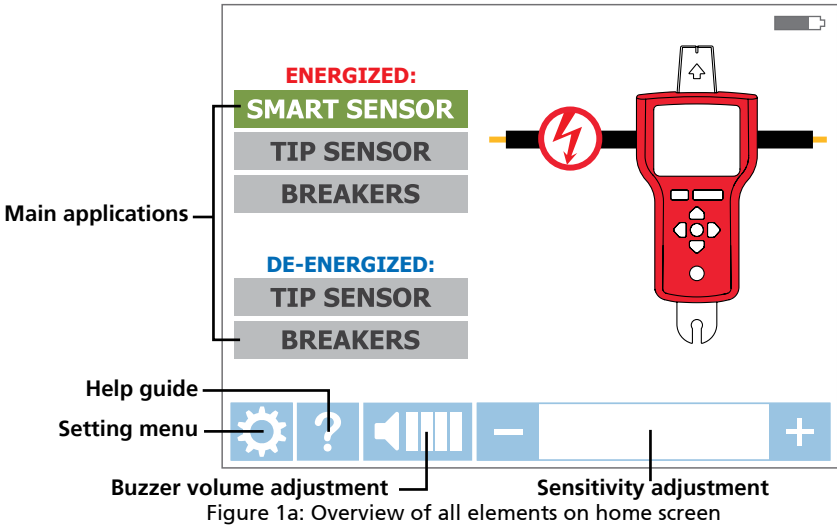 ENERGIZED:
SMART SENSOR
TIP SENSOR
BREAKERS
Main applications
DE-ENERGIZED:
TIP SENSOR
BREAKERS
Help guide
?
Setting menu
− +
Buzzer volume adjustment
Sensitivity adjustment
Figure 1a: Overview of all elements on home screen